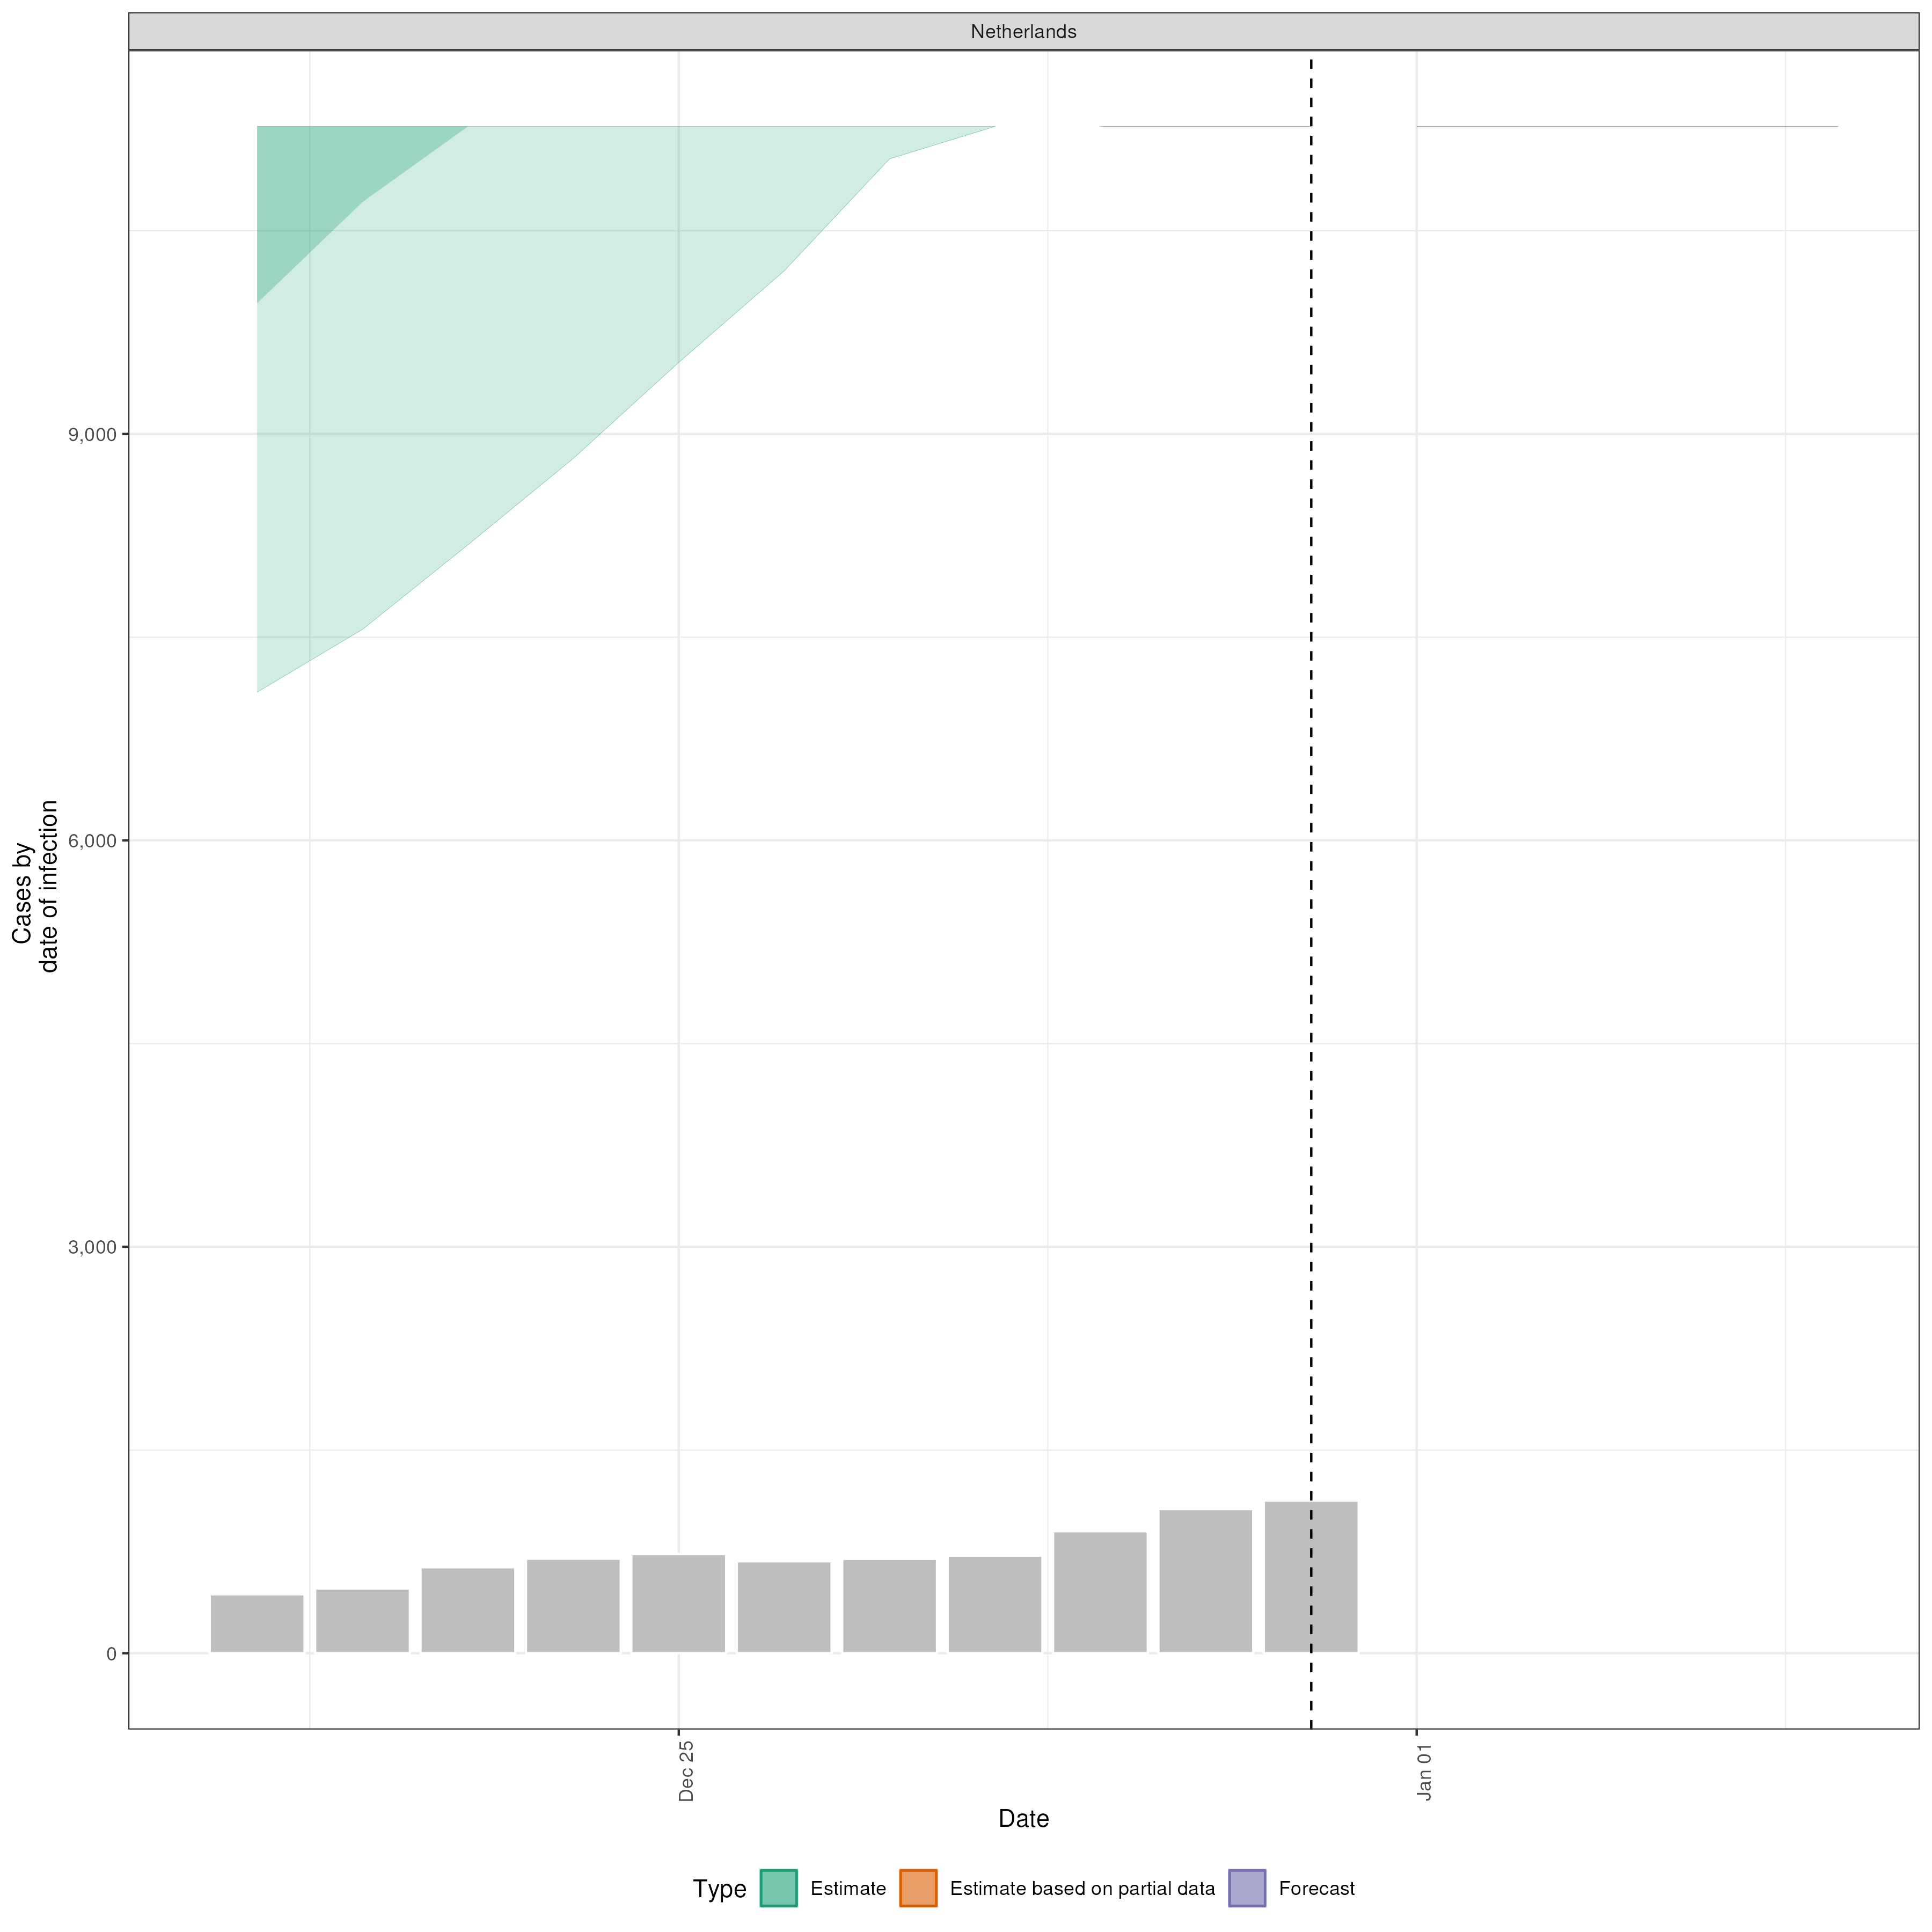 Netherlands
Cases by
date of infection
9,000
6,000
3,000
0
Dec 25
Jan 01
Date
Type
Estimate
Estimate based on partial data
Forecast